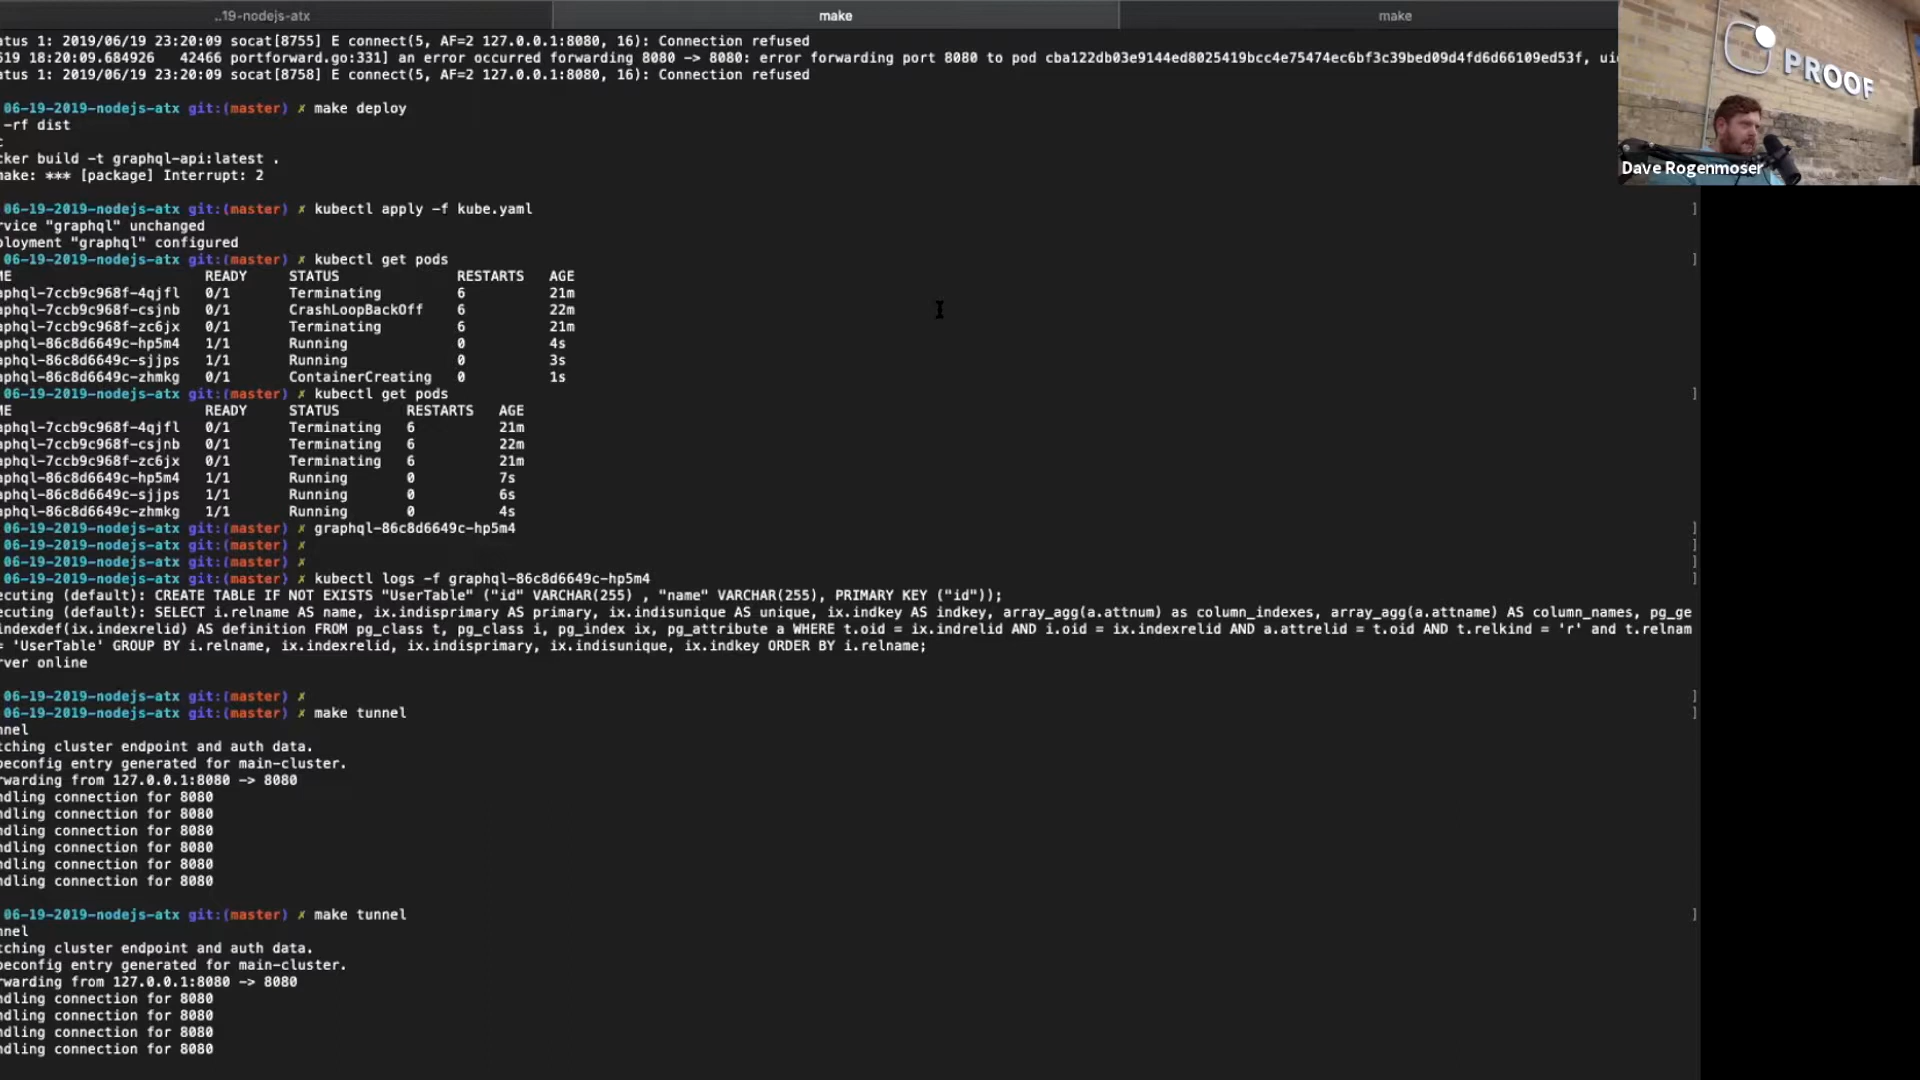 ..19-nodejs-atx
make
make
atus 1: 2019/06/19 23:20:09 socat[8755] E connect(5, AF=2 127.0.0.1:8080, 16): Connection refused
619 18:20:09.684926   42466 portforward.go:331] an error occurred forwarding 8080 -> 8080: error forwarding port 8080 to pod cba122db03e9144ed8025419bcc4e75474ec6bf3c39bed09d4fd6d66109ed53f, ui
atus 1: 2019/06/19 23:20:09 socat[8758] E connect(5, AF=2 127.0.0.1:8080, 16): Connection refused
06-19-2019-nodejs-atx git:(master) ✗ make deploy
-rf dist
c
cker build -t graphql-api:latest .
make: *** [package] Interrupt: 2
06-19-2019-nodejs-atx git:(master) ✗ kubectl apply -f kube.yaml ]
rvice "graphql" unchanged
ployment "graphql" configured
06-19-2019-nodejs-atx git:(master) ✗ kubectl get pods ]
ME READY STATUS RESTARTS AGE
aphql-7ccb9c968f-4qjfl 0/1 Terminating 6 21m
aphql-7ccb9c968f-csjnb 0/1 CrashLoopBackOff 6 22m
aphql-7ccb9c968f-zc6jx 0/1 Terminating 6 21m
aphql-86c8d6649c-hp5m4 1/1 Running 0 4s
aphql-86c8d6649c-sjjps 1/1 Running 0 3s
aphql-86c8d6649c-zhmkg 0/1 ContainerCreating 0 1s
06-19-2019-nodejs-atx git:(master) ✗ kubectl get pods ]
ME READY STATUS RESTARTS AGE
aphql-7ccb9c968f-4qjfl 0/1 Terminating 6 21m
aphql-7ccb9c968f-csjnb 0/1 Terminating 6 22m
aphql-7ccb9c968f-zc6jx 0/1 Terminating 6 21m
aphql-86c8d6649c-hp5m4 1/1 Running 0 7s
aphql-86c8d6649c-sjjps 1/1 Running 0 6s
aphql-86c8d6649c-zhmkg 1/1 Running 0 4s
06-19-2019-nodejs-atx git:(master) ✗ graphql-86c8d6649c-hp5m4 ]
06-19-2019-nodejs-atx git:(master) ✗ ]
06-19-2019-nodejs-atx git:(master) ✗ ]
06-19-2019-nodejs-atx git:(master) ✗ kubectl logs -f graphql-86c8d6649c-hp5m4 ]
ecuting (default): CREATE TABLE IF NOT EXISTS "UserTable" ("id" VARCHAR(255) , "name" VARCHAR(255), PRIMARY KEY ("id"));
ecuting (default): SELECT i.relname AS name, ix.indisprimary AS primary, ix.indisunique AS unique, ix.indkey AS indkey, array_agg(a.attnum) as column_indexes, array_agg(a.attname) AS column_names, pg_ge
indexdef(ix.indexrelid) AS definition FROM pg_class t, pg_class i, pg_index ix, pg_attribute a WHERE t.oid = ix.indrelid AND i.oid = ix.indexrelid AND a.attrelid = t.oid AND t.relkind = 'r' and t.relnam
= 'UserTable' GROUP BY i.relname, ix.indexrelid, ix.indisprimary, ix.indisunique, ix.indkey ORDER BY i.relname;
rver online
06-19-2019-nodejs-atx git:(master) ✗ ]
06-19-2019-nodejs-atx git:(master) ✗ make tunnel ]
nnel
tching cluster endpoint and auth data.
beconfig entry generated for main-cluster.
rwarding from 127.0.0.1:8080 -> 8080
ndling connection for 8080
ndling connection for 8080
ndling connection for 8080
ndling connection for 8080
ndling connection for 8080
ndling connection for 8080
06-19-2019-nodejs-atx git:(master) ✗ make tunnel ]
nnel
tching cluster endpoint and auth data.
beconfig entry generated for main-cluster.
rwarding from 127.0.0.1:8080 -> 8080
ndling connection for 8080
ndling connection for 8080
ndling connection for 8080
ndling connection for 8080
PROOF
Dave Rogenmoser